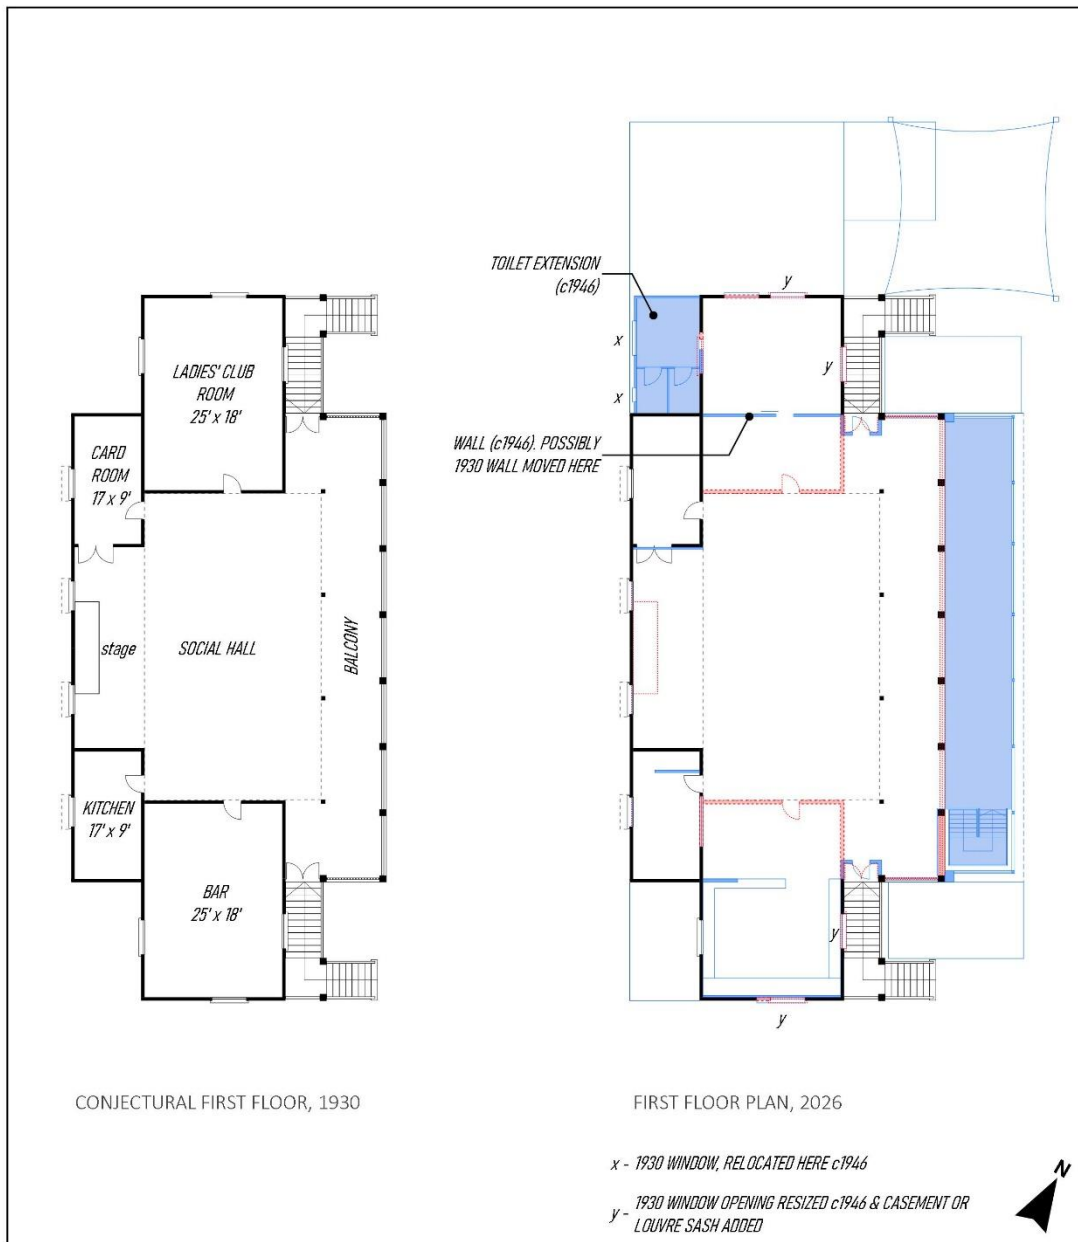 LADIES' CLUB
ROOM
25' x 18'
CARD
ROOM
17 x 9'
stage
SOCIAL HALL
BALCONY
KITCHEN
17' x 9'
BAR
25' x 18'
CONJECTURAL FIRST FLOOR, 1930
TOILET EXTENSION
(c1946)
WALL (c1946). POSSIBLY
1930 WALL MOVED HERE
y
x
y
x
y
y
FIRST FLOOR PLAN, 2026
x - 1930 WINDOW, RELOCATED HERE c1946
y - 1930 WINDOW OPENING RESIZED c1946 & CASEMENT OR
LOUVRE SASH ADDED
N